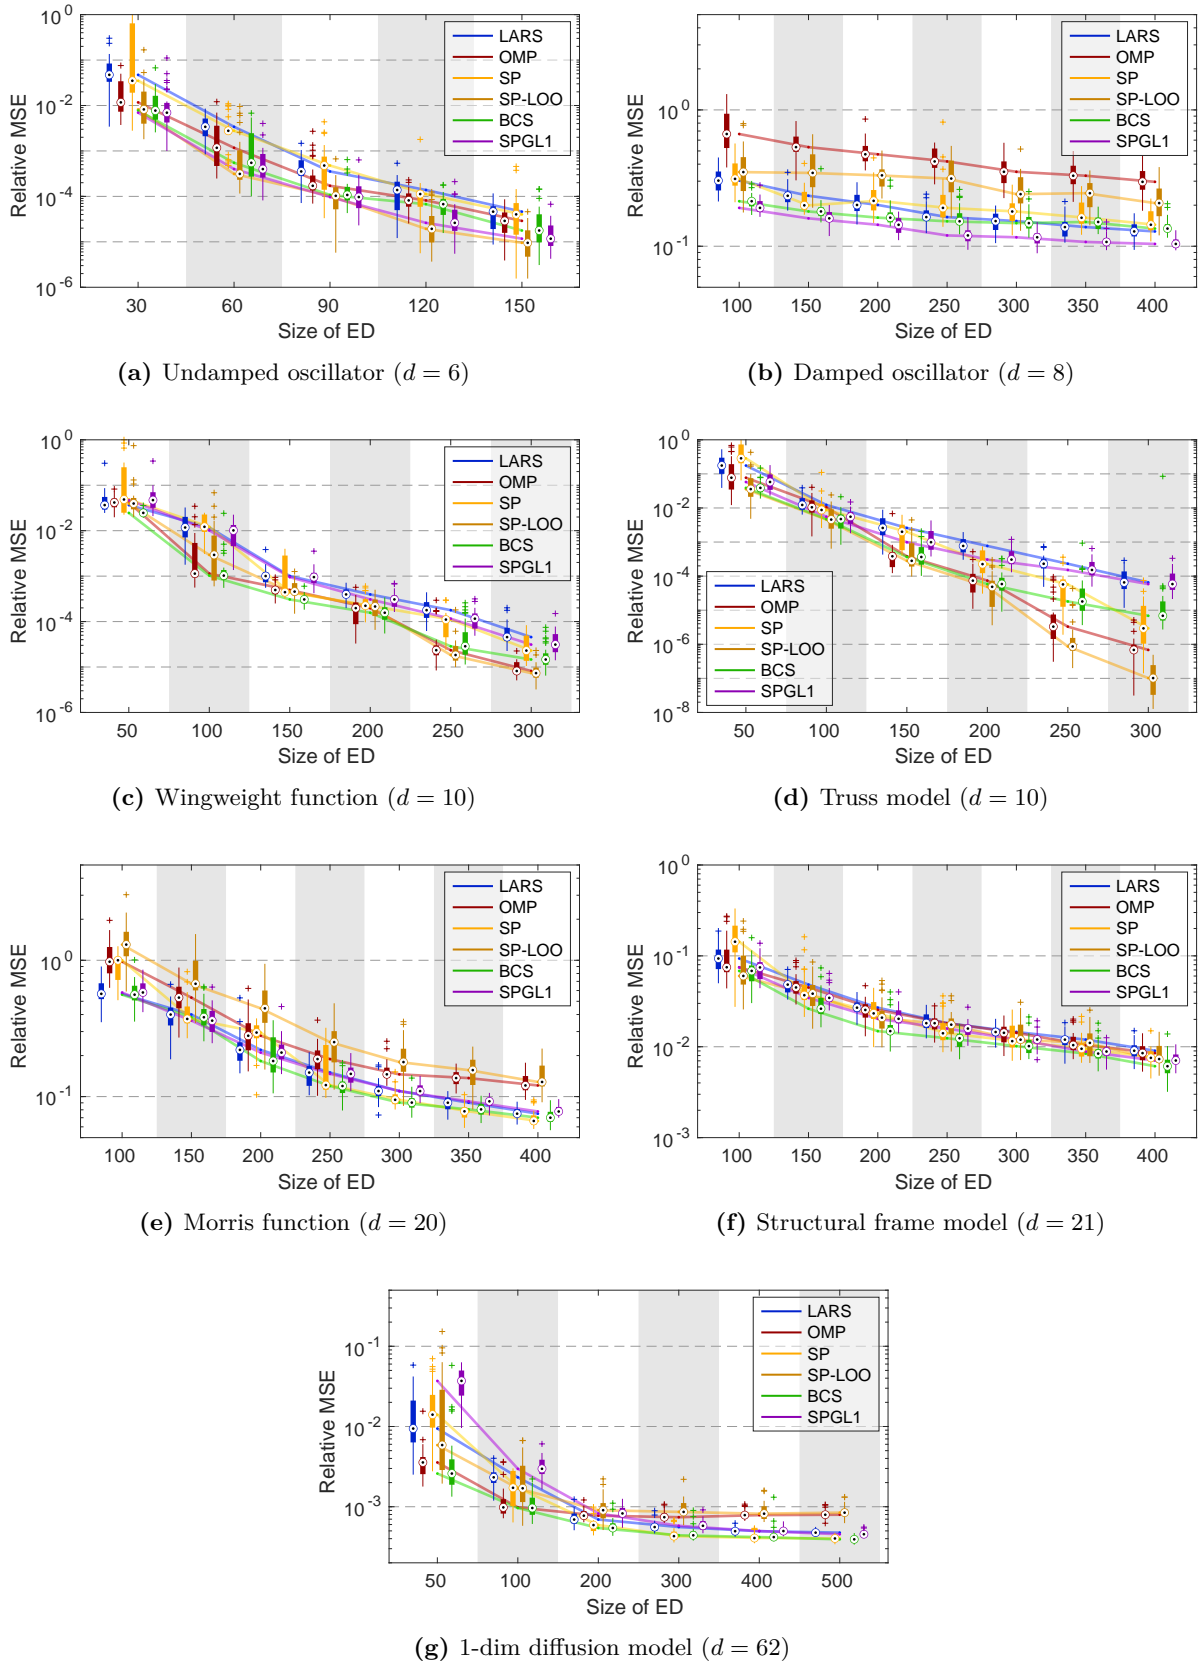 10^0
10^-2
10^-4
10^-6
Relative MSE
30 60 90 120 150
Size of ED
LARS
OMP
SP
SP-LOO
BCS
SPGL1
(a) Undamped oscillator (d = 6)
10^0
10^-1
Relative MSE
100 150 200 250 300 350 400
Size of ED
LARS
OMP
SP
SP-LOO
BCS
SPGL1
(b) Damped oscillator (d = 8)
10^0
10^-2
10^-4
10^-6
Relative MSE
50 100 150 200 250 300
Size of ED
LARS
OMP
SP
SP-LOO
BCS
SPGL1
(c) Wingweight function (d = 10)
10^0
10^-2
10^-4
10^-6
10^-8
Relative MSE
50 100 150 200 250 300
Size of ED
LARS
OMP
SP
SP-LOO
BCS
SPGL1
(d) Truss model (d = 10)
10^0
10^-1
Relative MSE
100 150 200 250 300 350 400
Size of ED
LARS
OMP
SP
SP-LOO
BCS
SPGL1
(e) Morris function (d = 20)
10^0
10^-1
10^-2
10^-3
Relative MSE
100 150 200 250 300 350 400
Size of ED
LARS
OMP
SP
SP-LOO
BCS
SPGL1
(f) Structural frame model (d = 21)
10^-1
10^-2
10^-3
Relative MSE
50 100 200 300 400 500
Size of ED
LARS
OMP
SP
SP-LOO
BCS
SPGL1
(g) 1-dim diffusion model (d = 62)